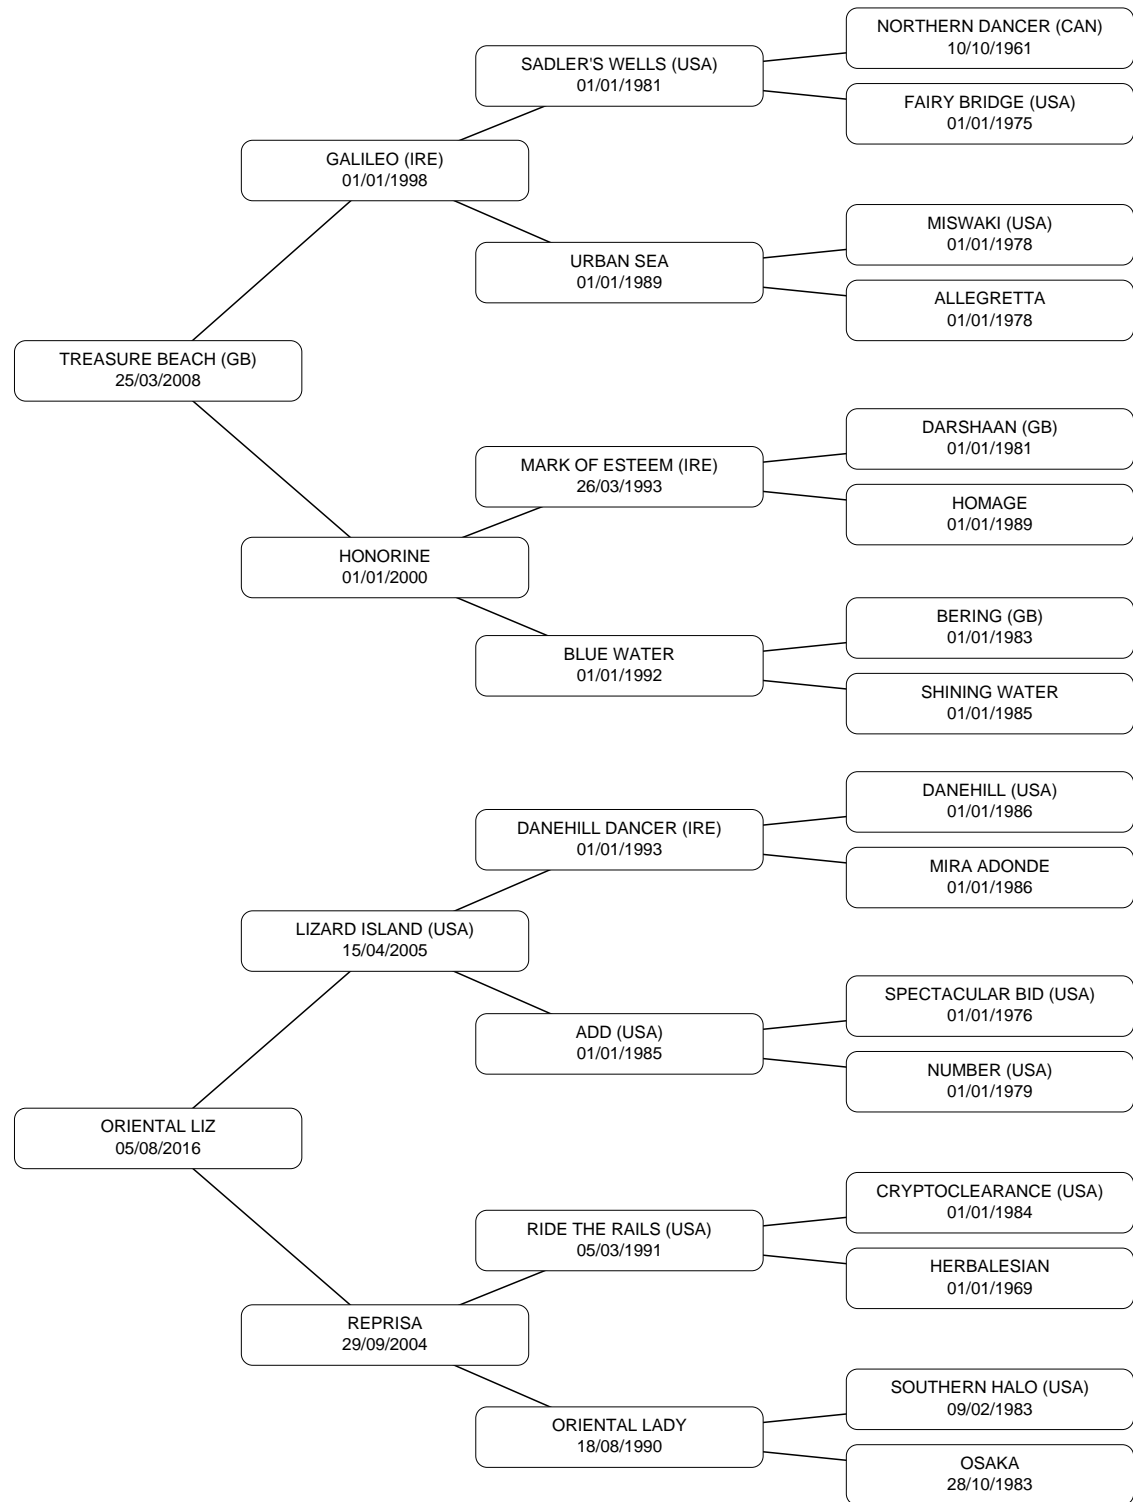 NORTHERN DANCER (CAN)
10/10/1961
SADLER'S WELLS (USA)
01/01/1981
FAIRY BRIDGE (USA)
01/01/1975
GALILEO (IRE)
01/01/1998
MISWAKI (USA)
01/01/1978
URBAN SEA
01/01/1989
ALLEGRETTA
01/01/1978
TREASURE BEACH (GB)
25/03/2008
DARSHAAN (GB)
01/01/1981
MARK OF ESTEEM (IRE)
26/03/1993
HOMAGE
01/01/1989
HONORINE
01/01/2000
BERING (GB)
01/01/1983
BLUE WATER
01/01/1992
SHINING WATER
01/01/1985
DANEHILL (USA)
01/01/1986
DANEHILL DANCER (IRE)
01/01/1993
MIRA ADONDE
01/01/1986
LIZARD ISLAND (USA)
15/04/2005
SPECTACULAR BID (USA)
01/01/1976
ADD (USA)
01/01/1985
NUMBER (USA)
01/01/1979
ORIENTAL LIZ
05/08/2016
CRYPTOCLEARANCE (USA)
01/01/1984
RIDE THE RAILS (USA)
05/03/1991
HERBALESIAN
01/01/1969
REPRISA
29/09/2004
SOUTHERN HALO (USA)
09/02/1983
ORIENTAL LADY
18/08/1990
OSAKA
28/10/1983